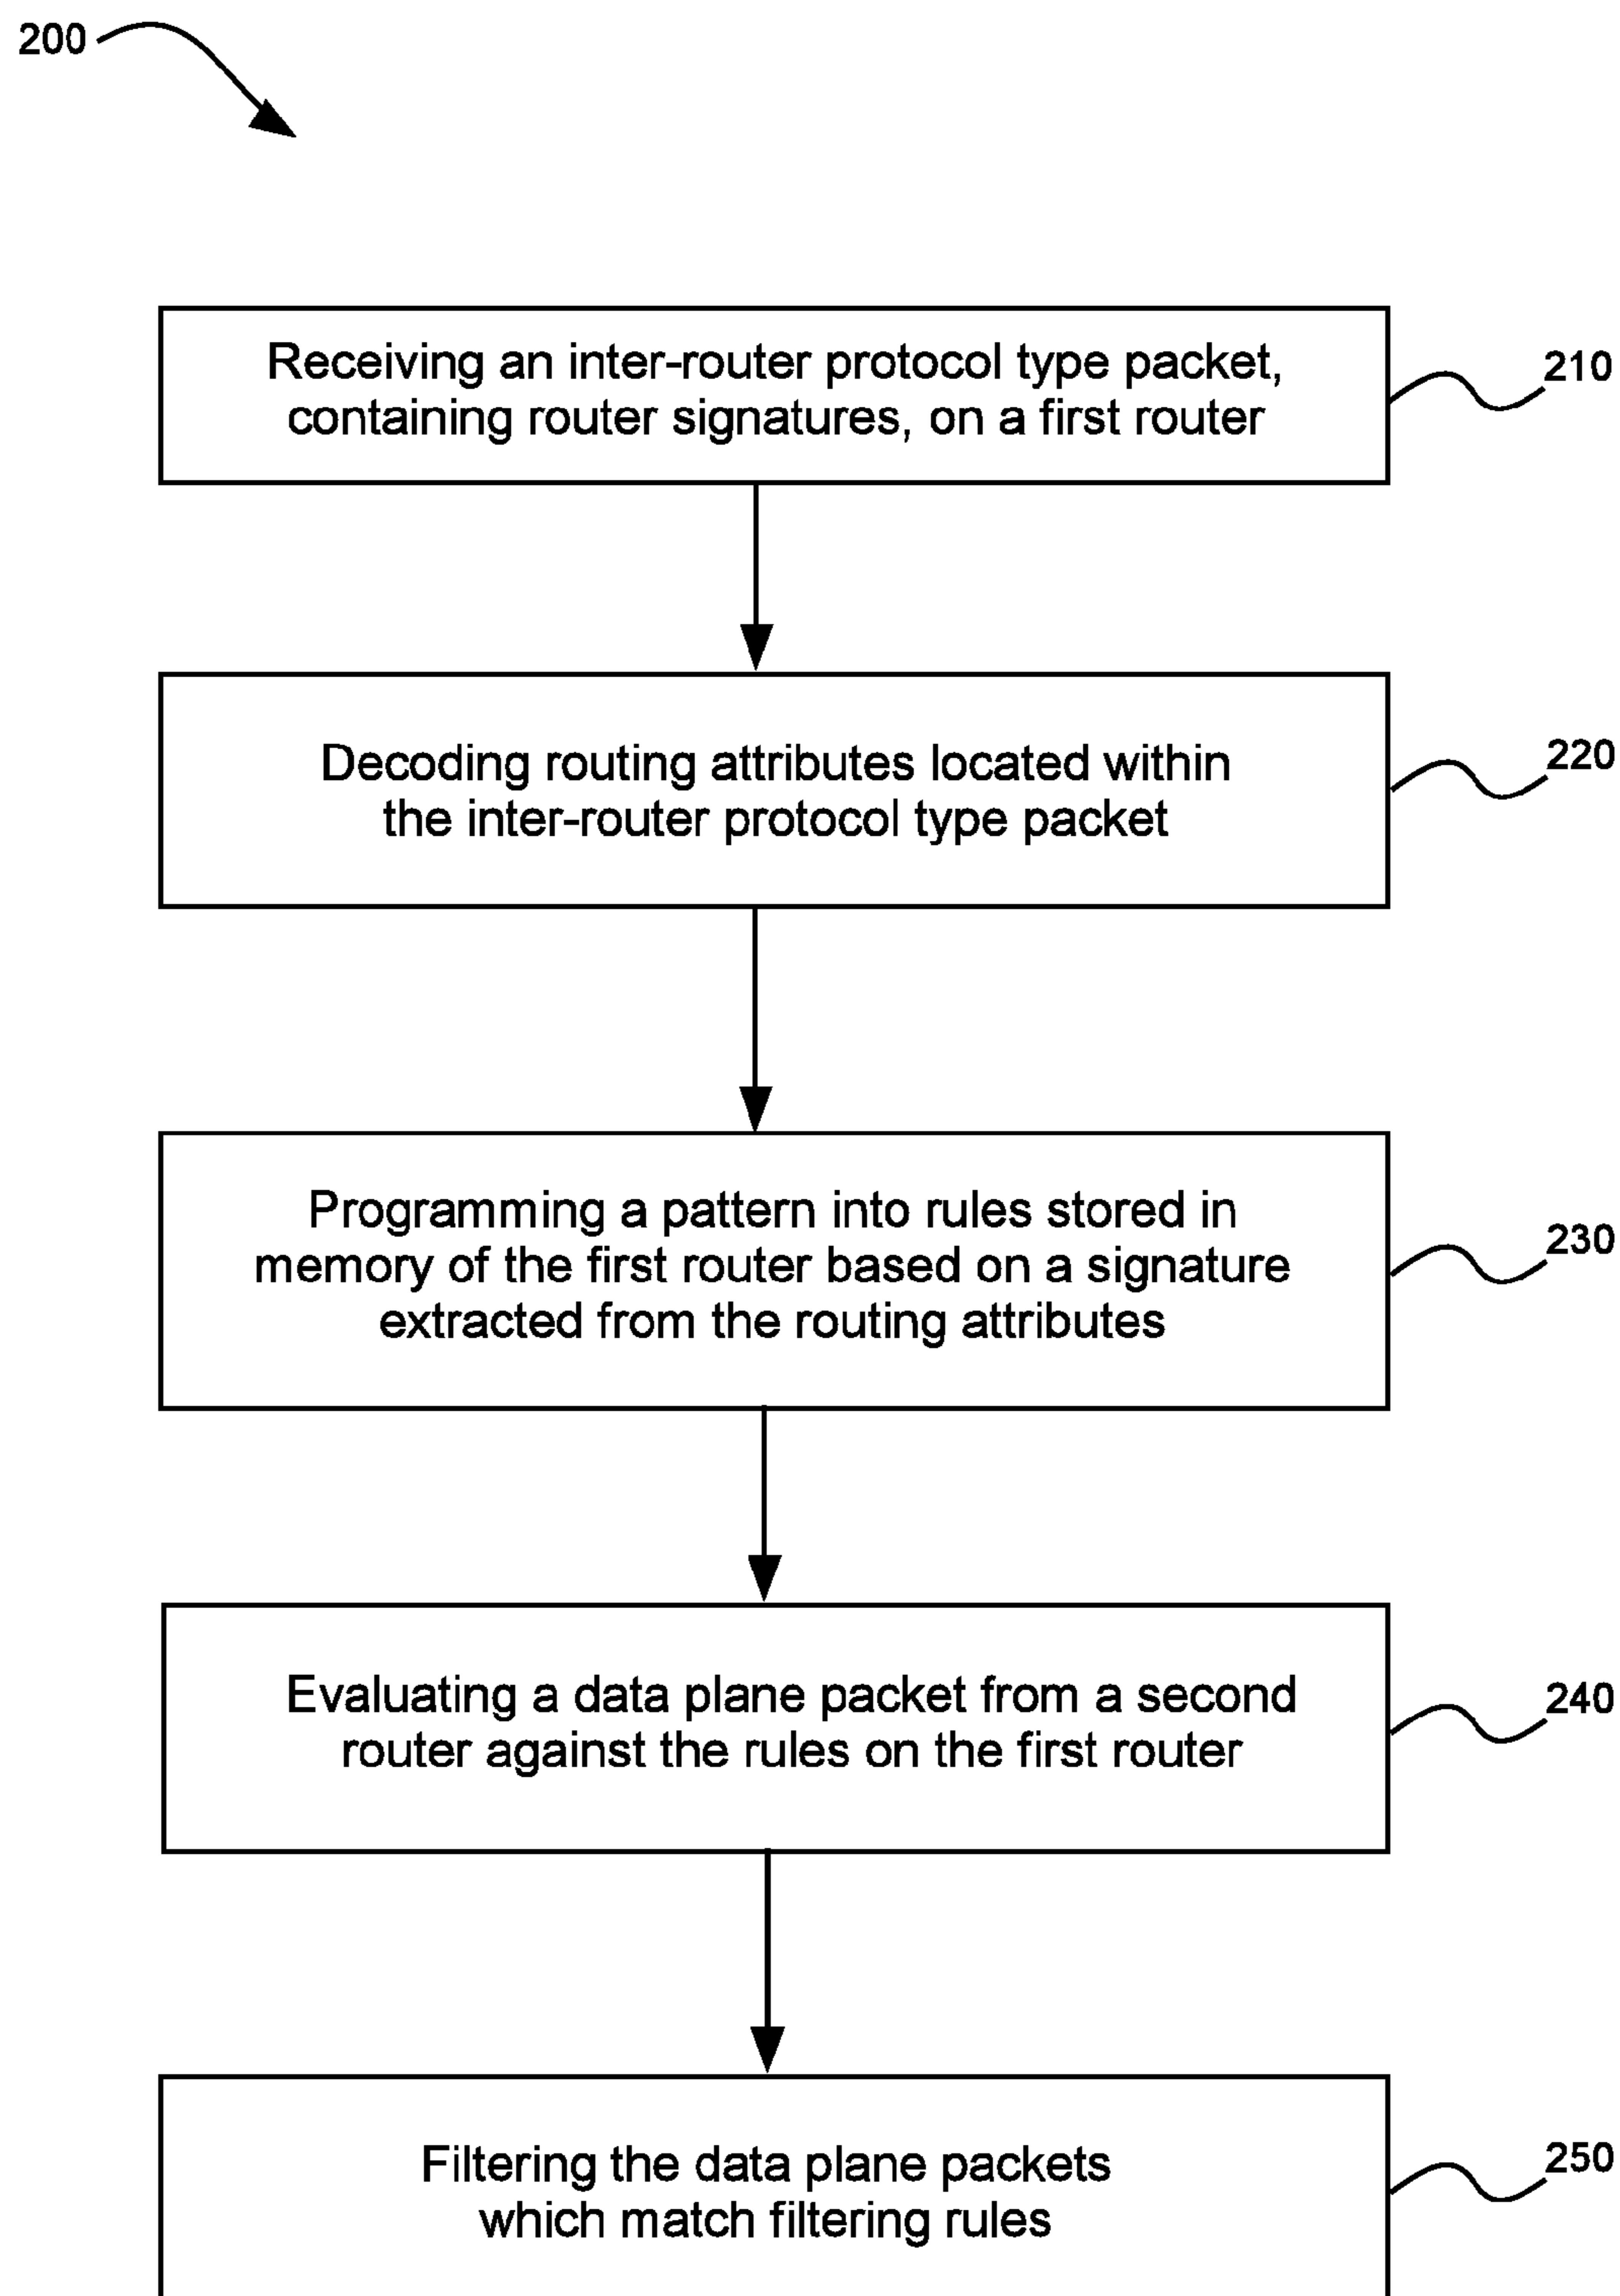 200
Receiving an inter-router protocol type packet,
containing router signatures, on a first router
210
Decoding routing attributes located within
the inter-router protocol type packet
220
Programming a pattern into rules stored in
memory of the first router based on a signature
extracted from the routing attributes
230
Evaluating a data plane packet from a second
router against the rules on the first router
240
Filtering the data plane packets
which match filtering rules
250